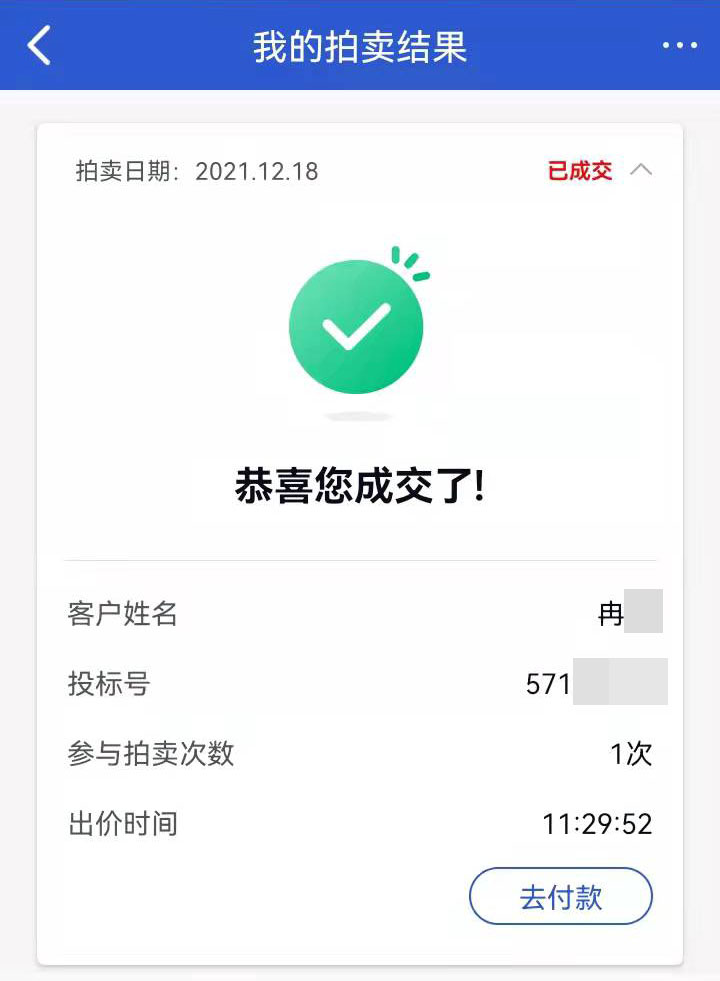 我的拍卖结果
拍卖日期：2021.12.18 已成交
恭喜您成交了!
客户姓名 冉
投标号 571
参与拍卖次数 1次
出价时间 11:29:52
去付款